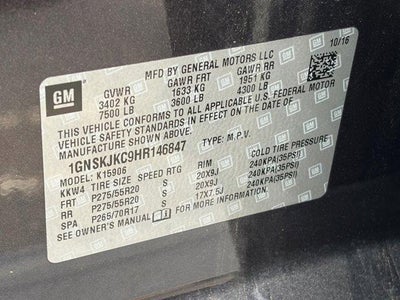 MFD BY GENERAL MOTORS LLC 10/16
GM
GVWR GAWR FRT GAWR RR
3402 KG 1633 KG 1951 KG
7500 LB 3600 LB 4300 LB
THIS VEHICLE CONFORMS TO ALL APPLICABLE U.S. FEDERAL MOTOR
VEHICLE SAFETY STANDARDS IN EFFECT ON THE DATE OF
MANUFACTURE SHOWN ABOVE.
1GNSKJKC9HR146847 TYPE: M.P.V.
MODEL: K15906
KKW4 TIRE SIZE SPEED RTG RIM COLD TIRE PRESSURE
FRT P275/55R20 S 20X9J 240KPA(35PSI)
RR P275/55R20 S 20X9J 240KPA(35PSI)
SPA P265/70R17 S 17X7.5J 240KPA(35PSI)
SEE OWNER'S MANUAL FOR ADDITIONAL INFORMATION.